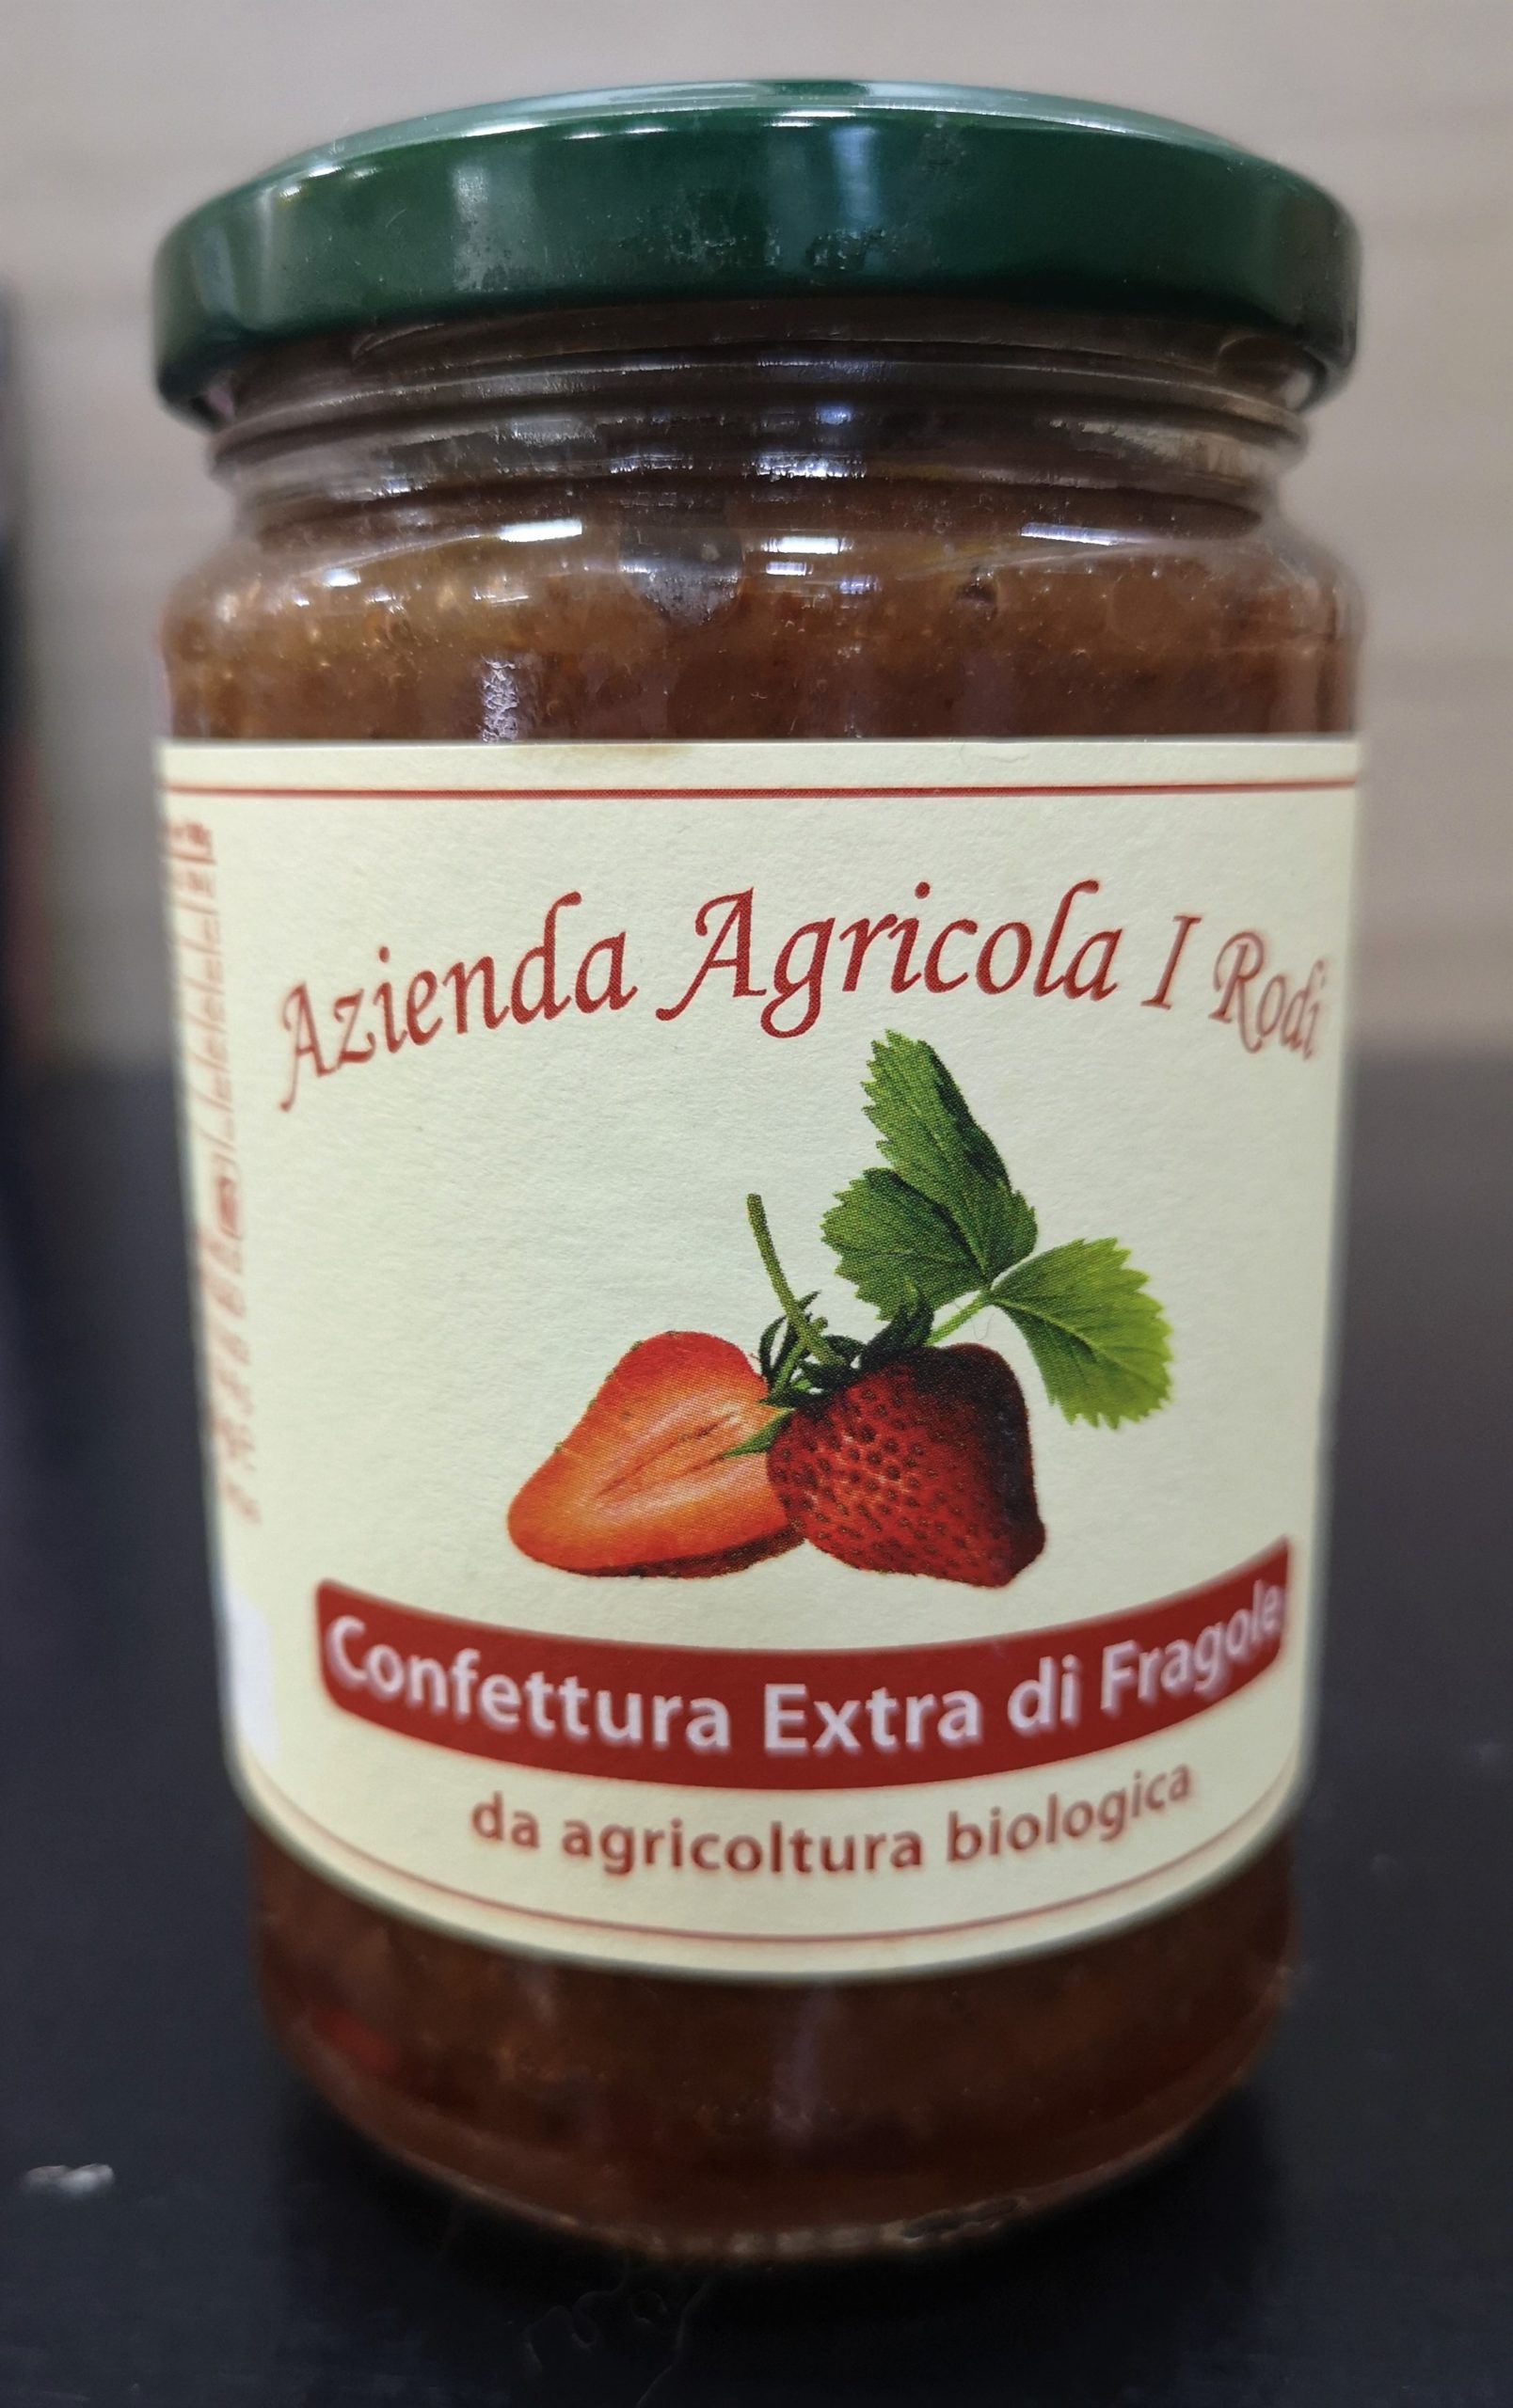 Azienda Agricola I Rodi
Confettura Extra di Fragole
da agricoltura biologica